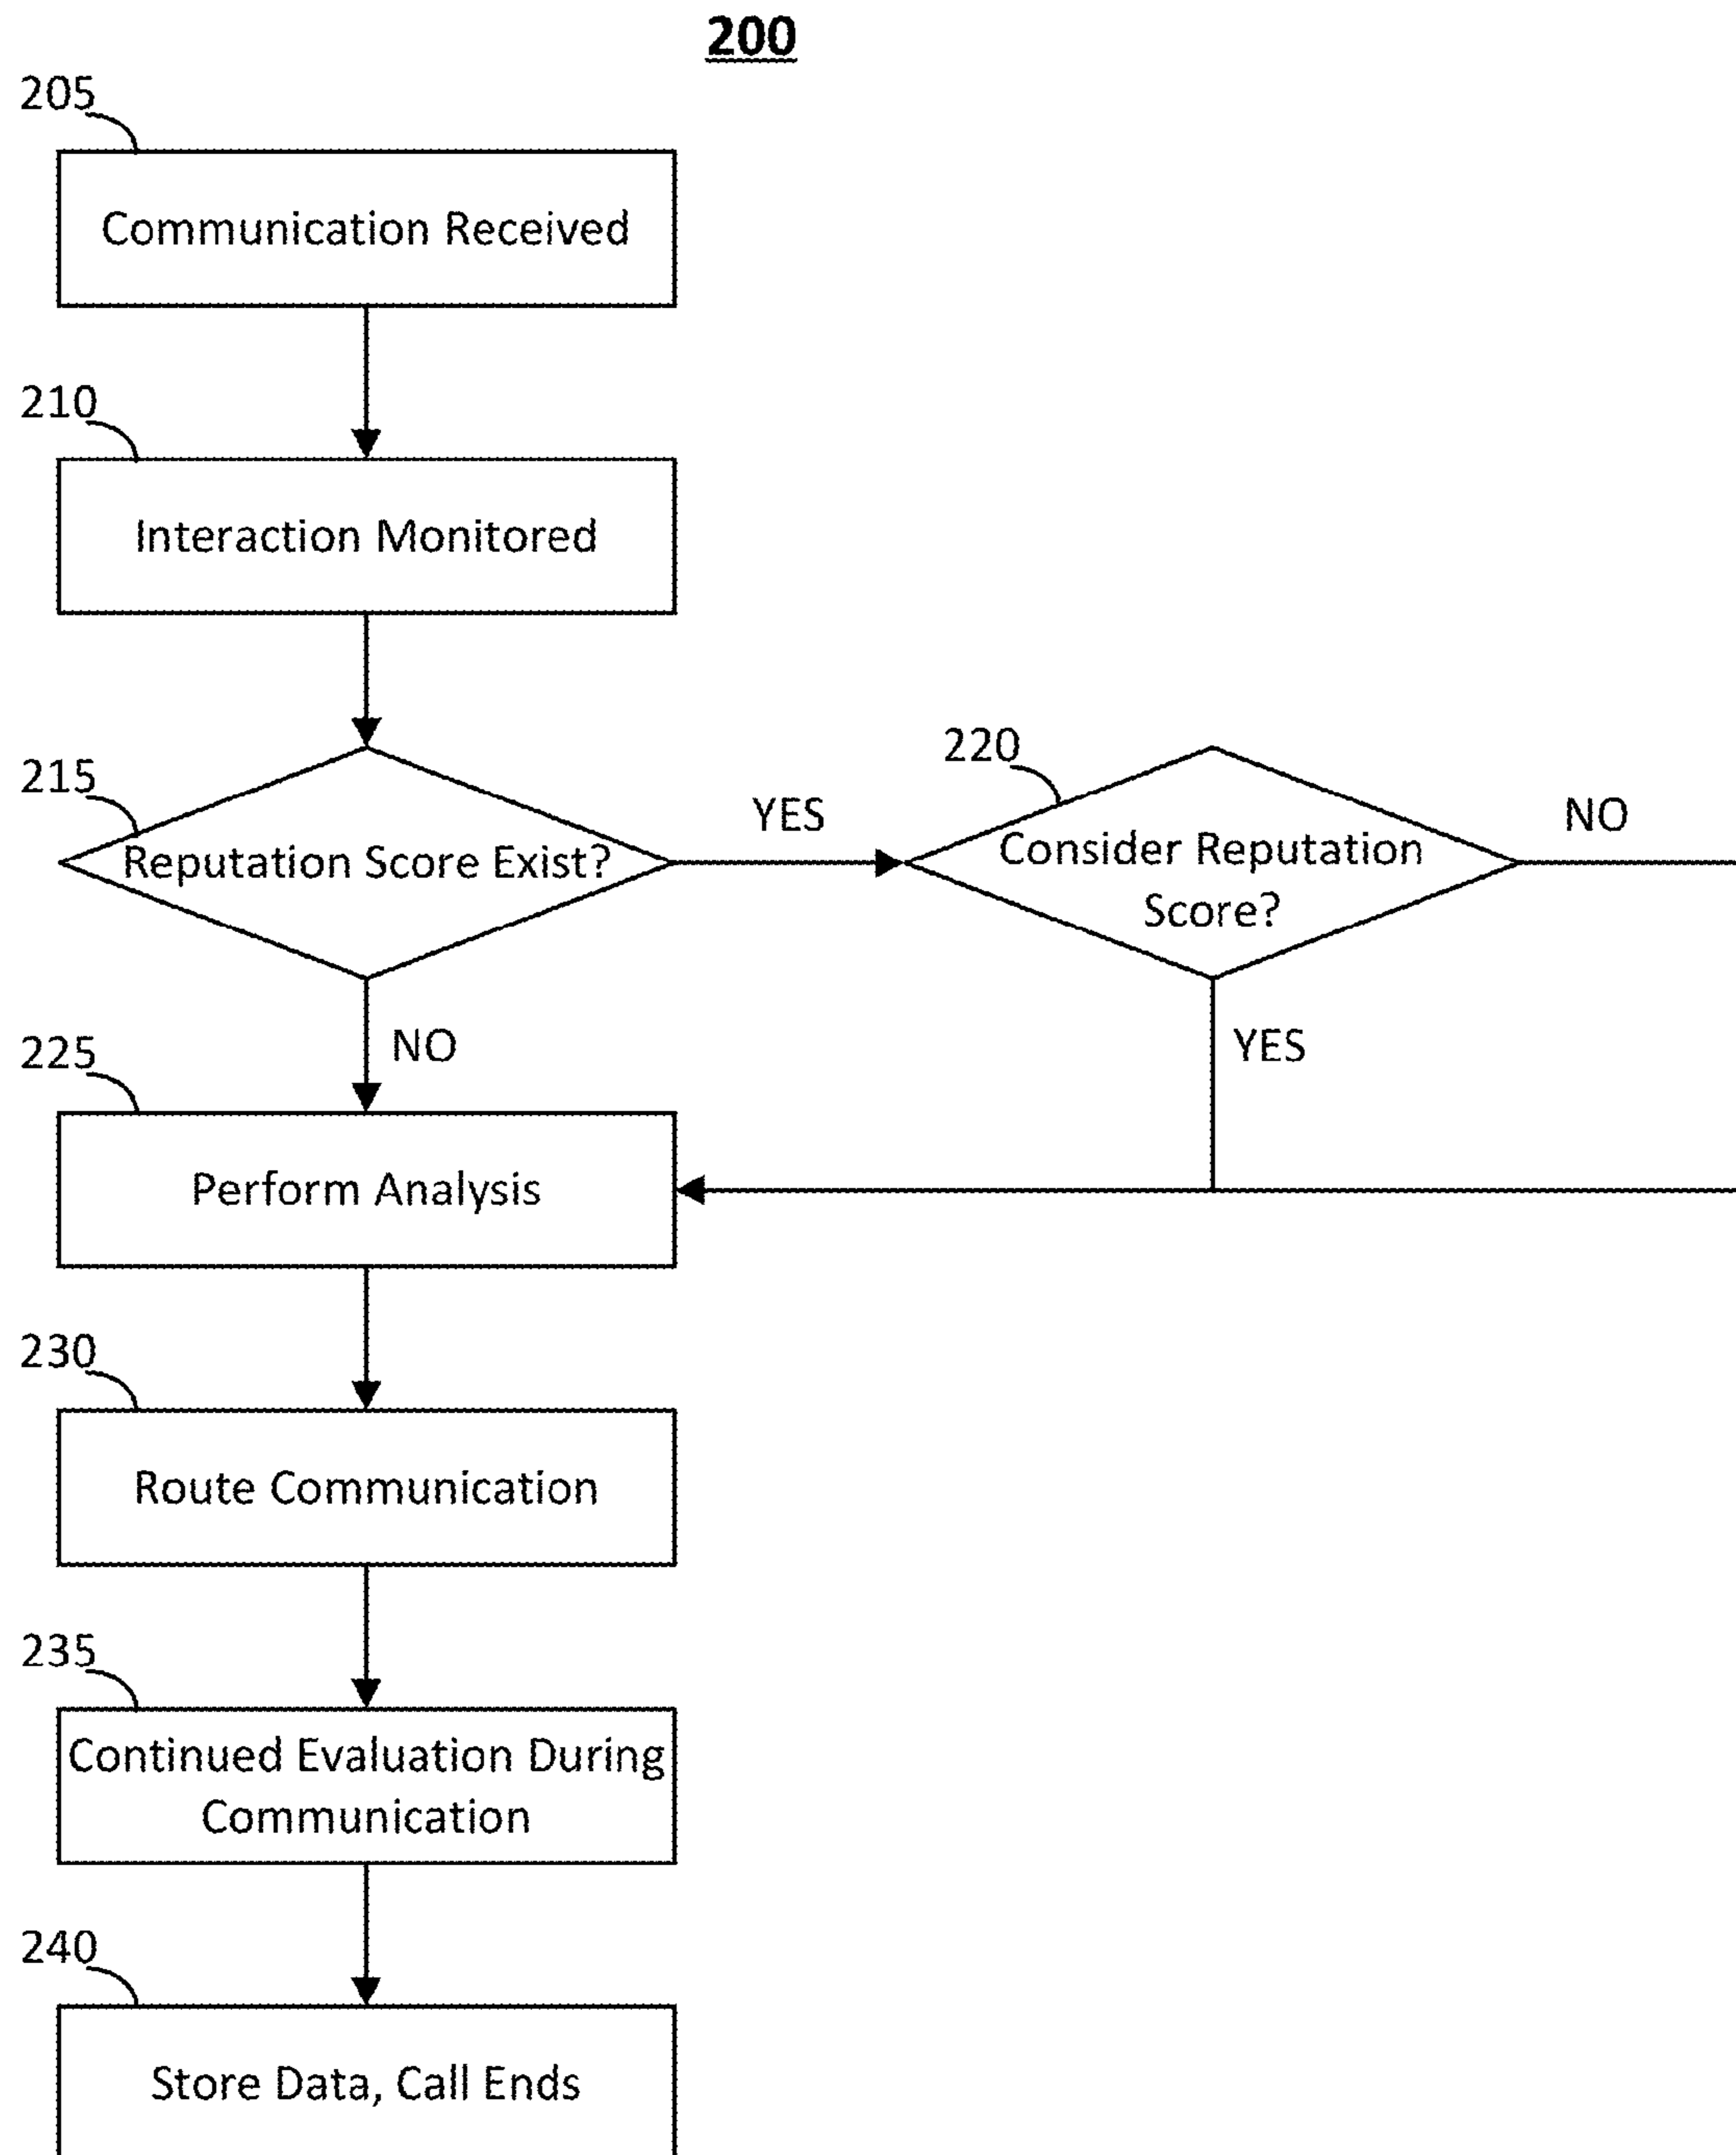 200
205
Communication Received
210
Interaction Monitored
215
Reputation Score Exist?
YES
220
Consider Reputation
Score?
NO
NO
YES
225
Perform Analysis
230
Route Communication
235
Continued Evaluation During
Communication
240
Store Data, Call Ends